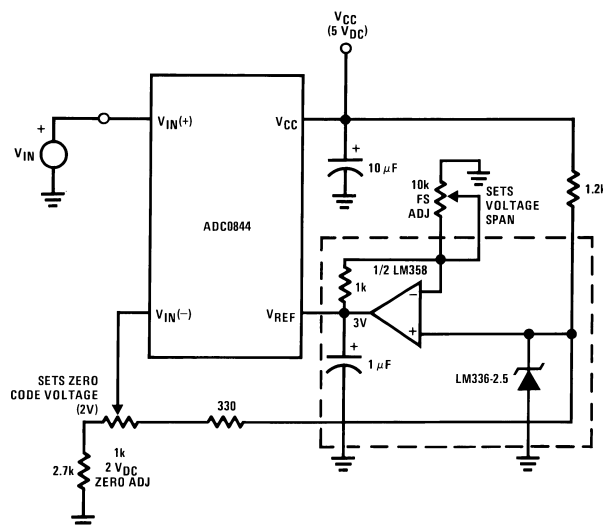 VCC
(5 VDC)
+
VIN
VIN(+)
VCC
ADC0844
VIN(−)
VREF
+
10 μF
10k
FS
ADJ
SETS
VOLTAGE
SPAN
1.2k
1/2 LM358
1k
−
+
3V
+
1 μF
LM336-2.5
SETS ZERO
CODE VOLTAGE
(2V)
330
1k
2 VDC
ZERO ADJ
2.7k